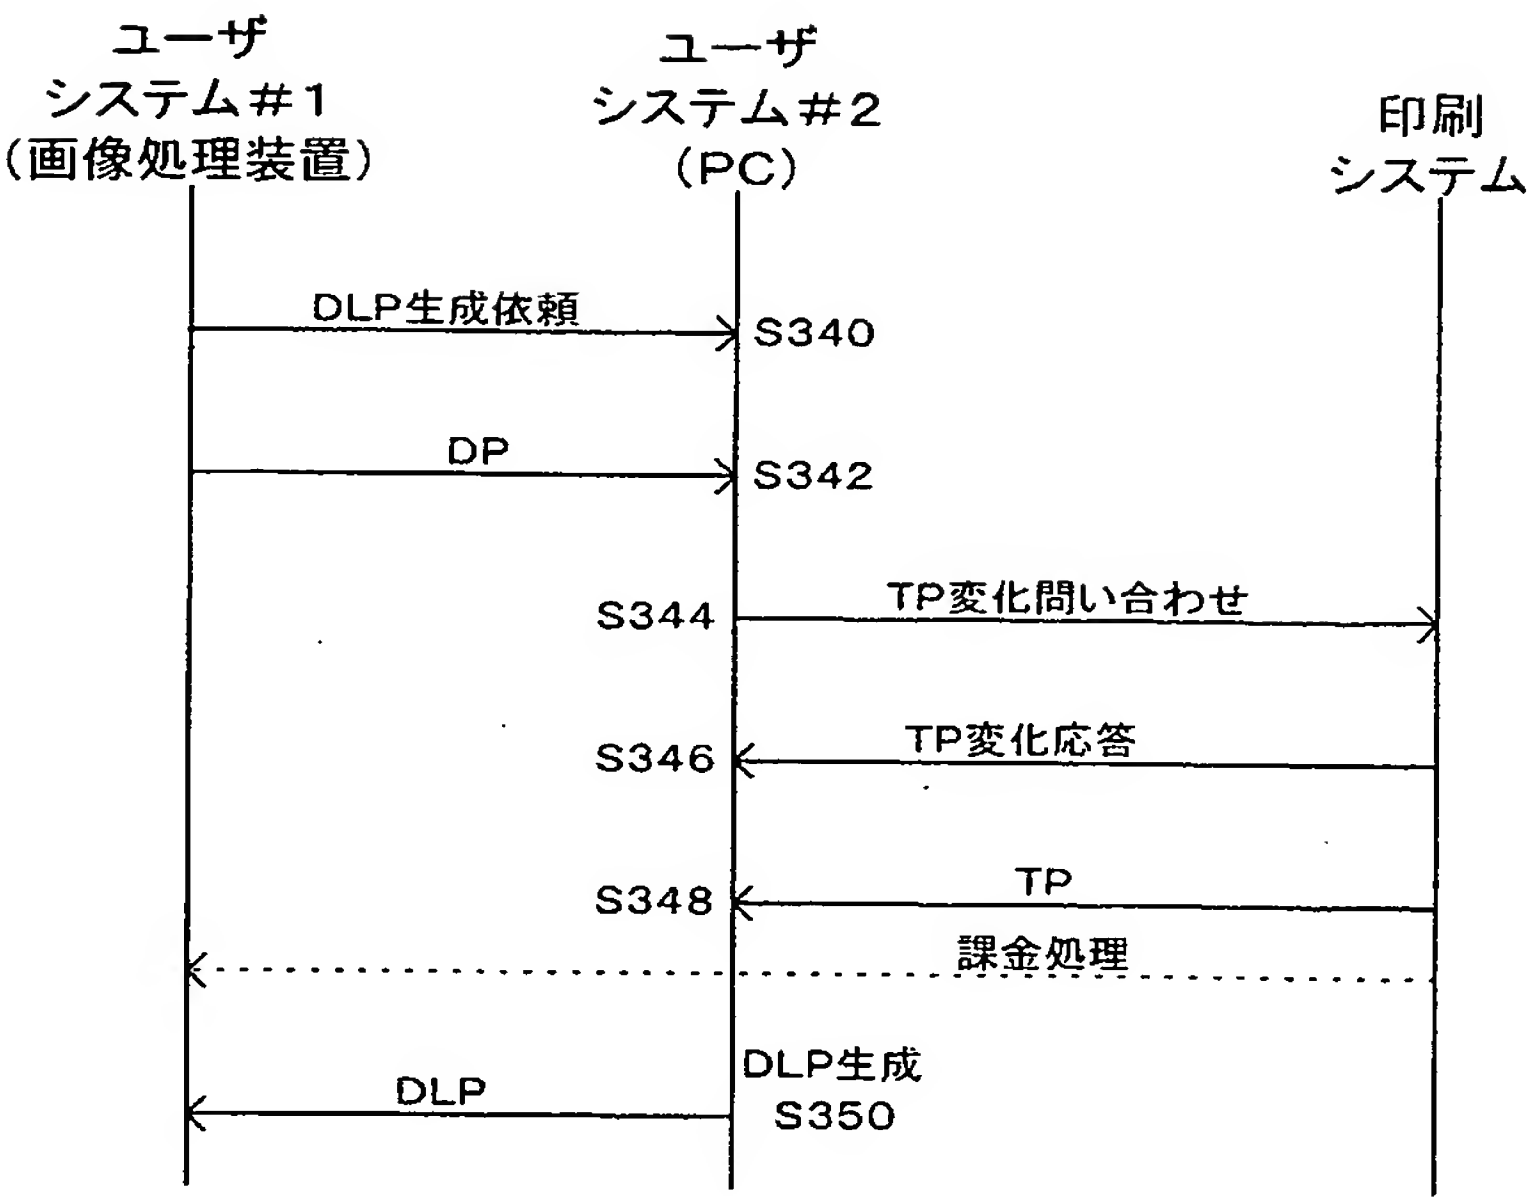 ユーザ
システム#1
(画像処理装置)
ユーザ
システム#2
(PC)
印刷
システム
DLP生成依頼
S340
DP
S342
TP変化問い合わせ
S344
TP変化応答
S346
TP
S348
課金処理
DLP生成
DLP
S350